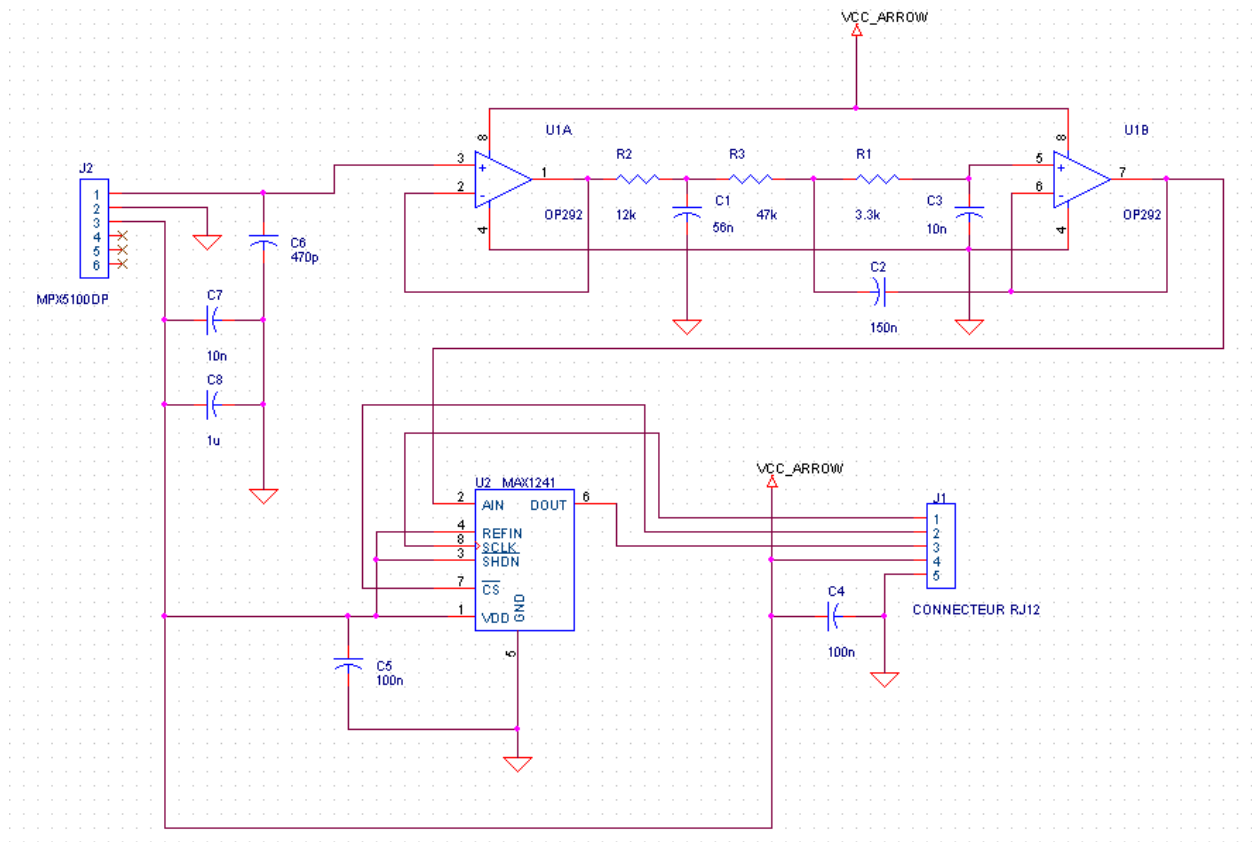 VCC_ARROW
U1A
U1B
8
8
J2
R2
R3
R1
3
+
1
5
+
7
2
-
6
-
1
2
3
4
5
6
C1
C3
OP292
12k
56n
47k
3.3k
10n
OP292
4
4
C6
470p
C2
MPX5100DP
C7
150n
10n
C8
1u
VCC_ARROW
U2 MAX1241
J1
2
AIN
DOUT
6
4
REFIN
8
SCLK
3
SHDN
7
CS
1
VDD
GND
5
1
2
3
4
5
C4
CONNECTEUR RJ12
100n
C5
100n